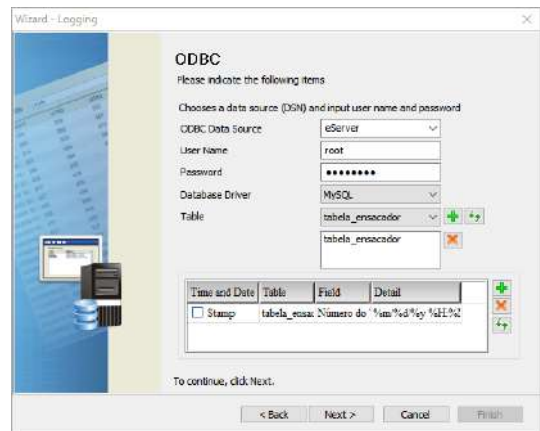 Wizard - Logging
ODBC
Please indicate the following items
Chooses a data source (DSN) and input user name and password
ODBC Data Source eServer
User Name root
Password ••••••••
Database Driver MySQL
Table tabela_ensacador
tabela_ensacador
Time and Date Table Field Detail
Stamp tabela_ensac Número do '%m/%d/%y %H:%
To continue, click Next.
< Back Next > Cancel Finish